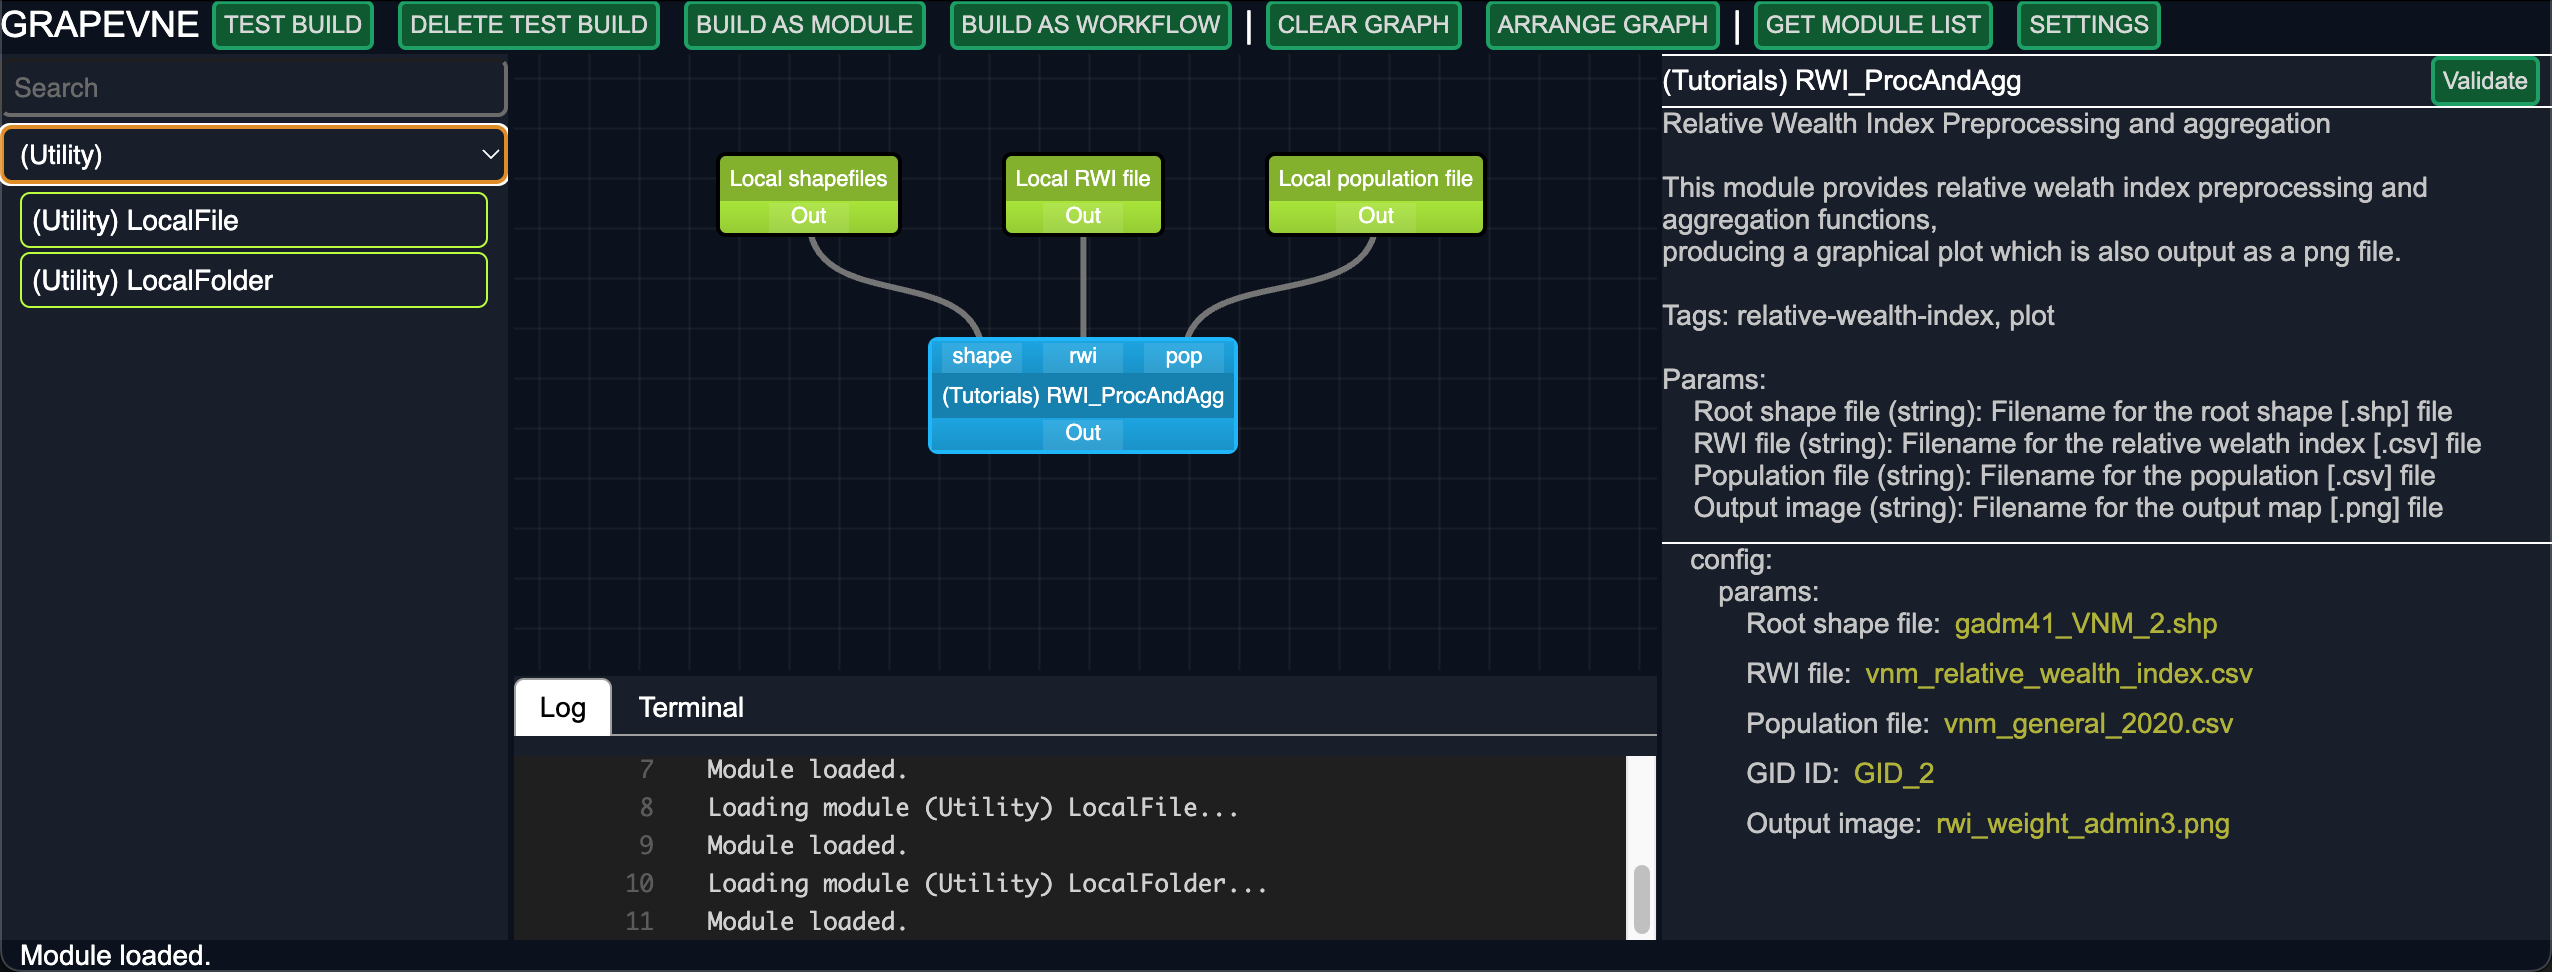 GRAPEVNE TEST BUILD DELETE TEST BUILD BUILD AS MODULE BUILD AS WORKFLOW | CLEAR GRAPH ARRANGE GRAPH | GET MODULE LIST SETTINGS
Search
(Utility)
(Utility) LocalFile
(Utility) LocalFolder
Local shapefiles
Out
Local RWI file
Out
Local population file
Out
shape rwi pop
(Tutorials) RWI_ProcAndAgg
Out
Log Terminal
7 Module loaded.
8 Loading module (Utility) LocalFile...
9 Module loaded.
10 Loading module (Utility) LocalFolder...
11 Module loaded.
(Tutorials) RWI_ProcAndAgg Validate
Relative Wealth Index Preprocessing and aggregation
This module provides relative welath index preprocessing and
aggregation functions,
producing a graphical plot which is also output as a png file.
Tags: relative-wealth-index, plot
Params:
Root shape file (string): Filename for the root shape [.shp] file
RWI file (string): Filename for the relative welath index [.csv] file
Population file (string): Filename for the population [.csv] file
Output image (string): Filename for the output map [.png] file
config:
params:
Root shape file: gadm41_VNM_2.shp
RWI file: vnm_relative_wealth_index.csv
Population file: vnm_general_2020.csv
GID ID: GID_2
Output image: rwi_weight_admin3.png
Module loaded.